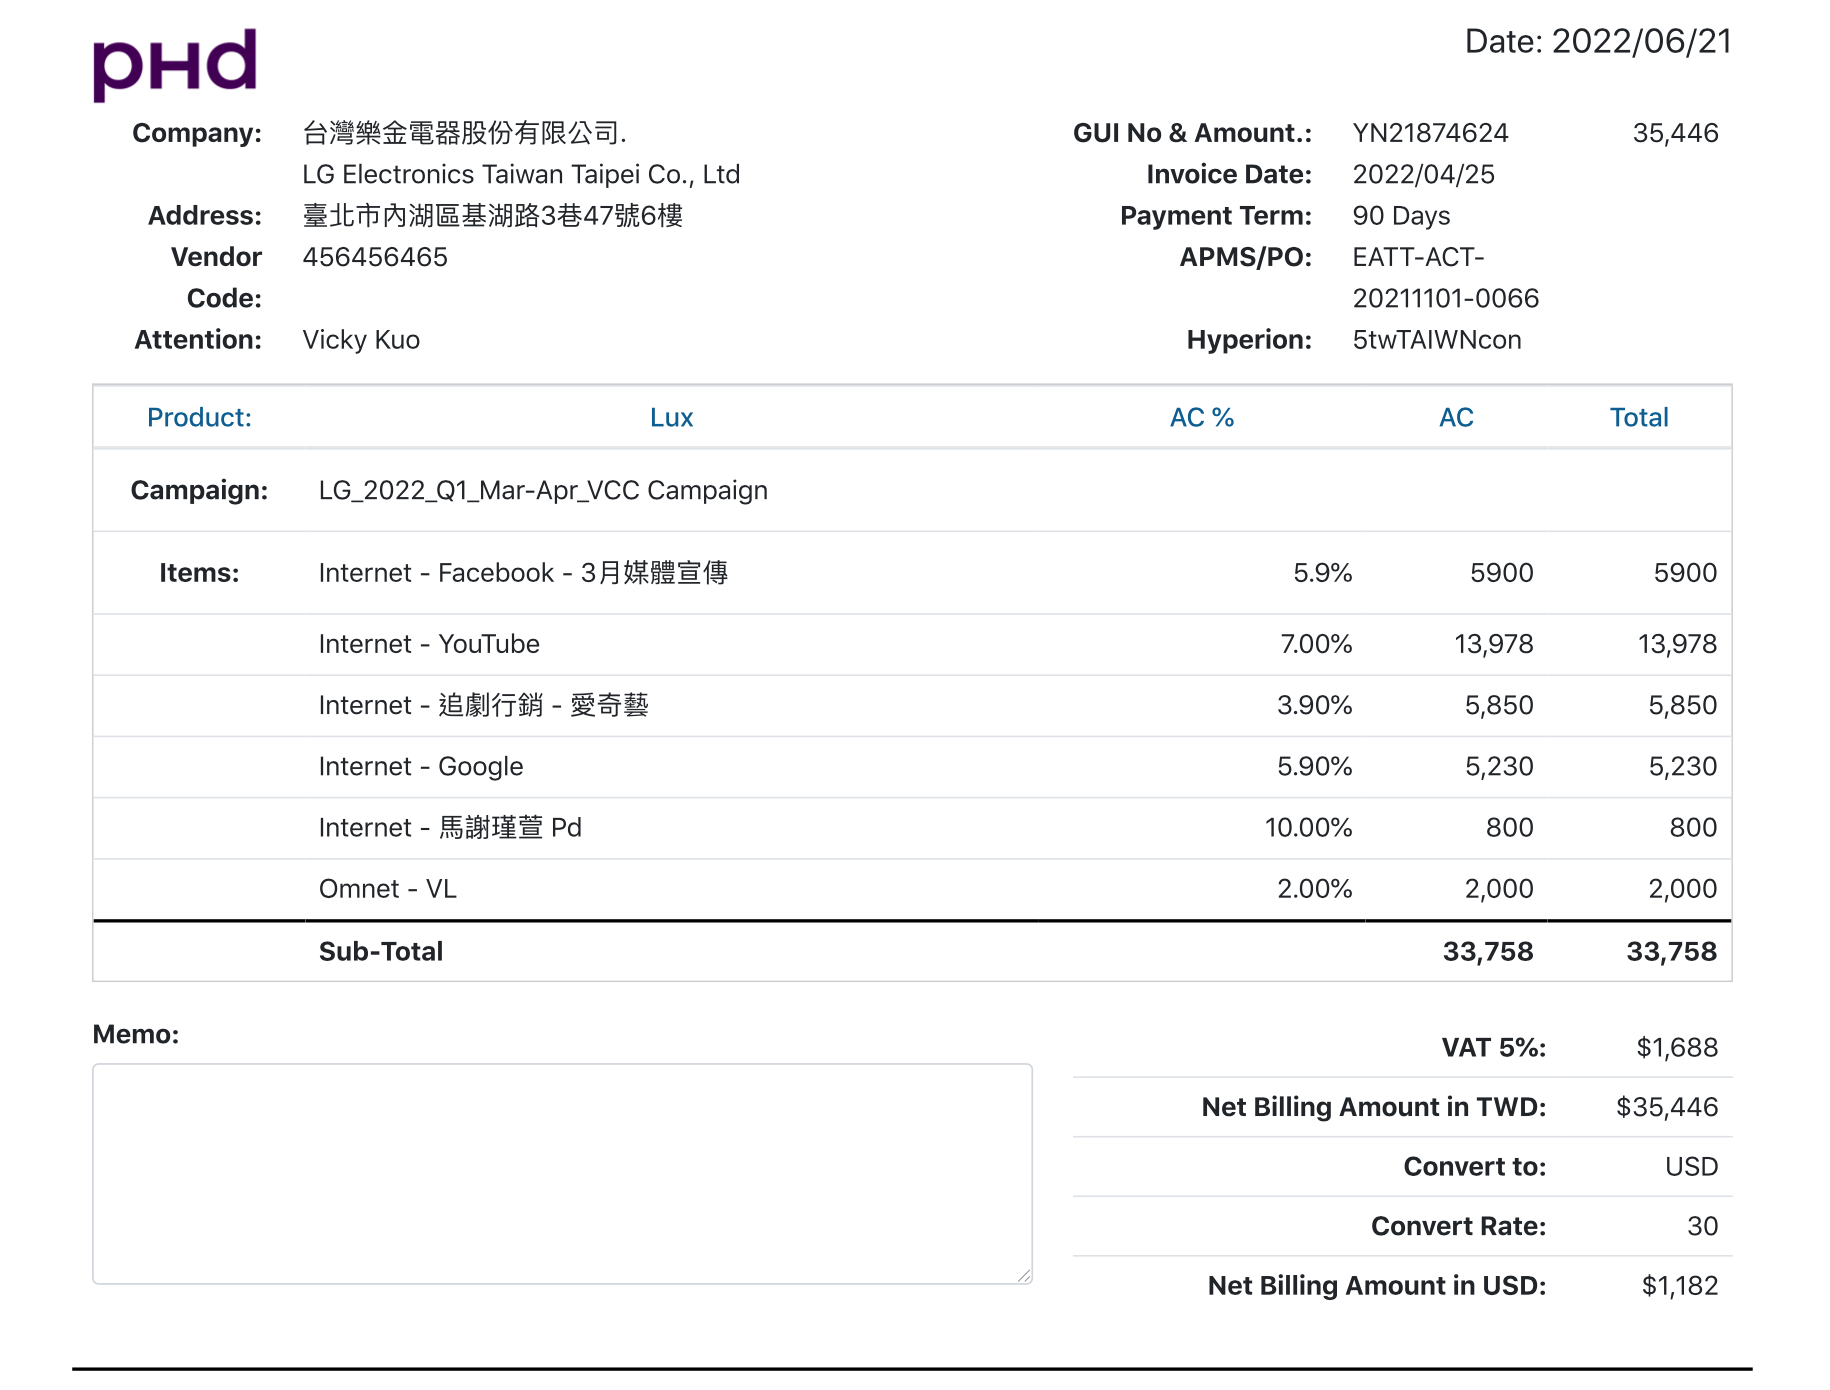 pHd
Date: 2022/06/21
Company: 台灣樂金電器股份有限公司.
LG Electronics Taiwan Taipei Co., Ltd
Address: 臺北市內湖區基湖路3巷47號6樓
Vendor Code: 456456465
Attention: Vicky Kuo
GUI No & Amount.: YN21874624 35,446
Invoice Date: 2022/04/25
Payment Term: 90 Days
APMS/PO: EATT-ACT-
20211101-0066
Hyperion: 5twTAIWNcon
Product: Lux AC % AC Total
Campaign: LG_2022_Q1_Mar-Apr_VCC Campaign
Items: Internet - Facebook - 3月媒體宣傳 5.9% 5900 5900
Internet - YouTube 7.00% 13,978 13,978
Internet - 追劇行銷 - 愛奇藝 3.90% 5,850 5,850
Internet - Google 5.90% 5,230 5,230
Internet - 馬謝瑾萱 Pd 10.00% 800 800
Omnet - VL 2.00% 2,000 2,000
Sub-Total 33,758 33,758
Memo:
VAT 5%: $1,688
Net Billing Amount in TWD: $35,446
Convert to: USD
Convert Rate: 30
Net Billing Amount in USD: $1,182